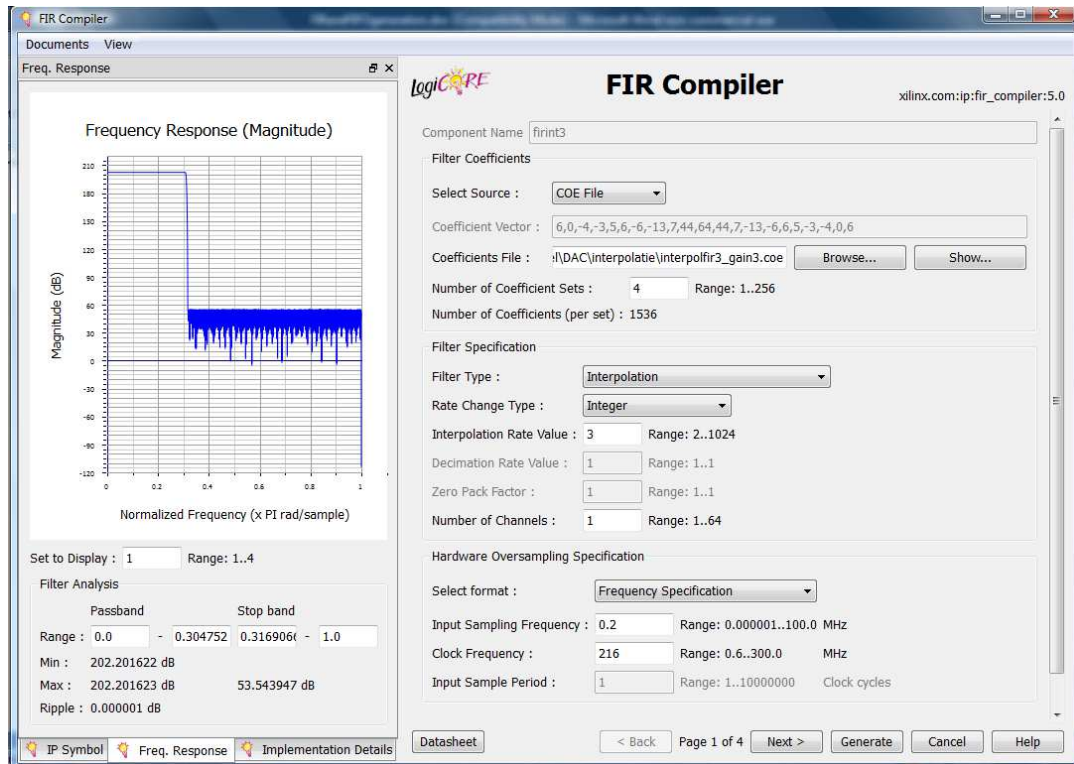 FIR Compiler
Documents View
Freq. Response
Frequency Response (Magnitude)
Magnitude (dB)
210
180
150
120
90
60
30
0
-30
-60
-90
-120
0 0.2 0.4 0.6 0.8 1
Normalized Frequency (x PI rad/sample)
Set to Display : 1 Range: 1..4
Filter Analysis
Passband Stop band
Range : 0.0 - 0.304752 0.316906 - 1.0
Min : 202.201622 dB
Max : 202.201623 dB 53.543947 dB
Ripple : 0.000001 dB
IP Symbol Freq. Response Implementation Details
LogiCORE
FIR Compiler
xilinx.com:ip:fir_compiler:5.0
Component Name firint3
Filter Coefficients
Select Source : COE File
Coefficient Vector : 6,0,-4,-3,5,6,-6,-13,7,44,64,44,7,-13,-6,6,5,-3,-4,0,6
Coefficients File : l\DAC\interpolatie\interpolfir3_gain3.coe Browse... Show...
Number of Coefficient Sets : 4 Range: 1..256
Number of Coefficients (per set) : 1536
Filter Specification
Filter Type : Interpolation
Rate Change Type : Integer
Interpolation Rate Value : 3 Range: 2..1024
Decimation Rate Value : 1 Range: 1..1
Zero Pack Factor : 1 Range: 1..1
Number of Channels : 1 Range: 1..64
Hardware Oversampling Specification
Select format : Frequency Specification
Input Sampling Frequency : 0.2 Range: 0.000001..100.0 MHz
Clock Frequency : 216 Range: 0.6..300.0 MHz
Input Sample Period : 1 Range: 1..10000000 Clock cycles
Datasheet < Back Page 1 of 4 Next > Generate Cancel Help